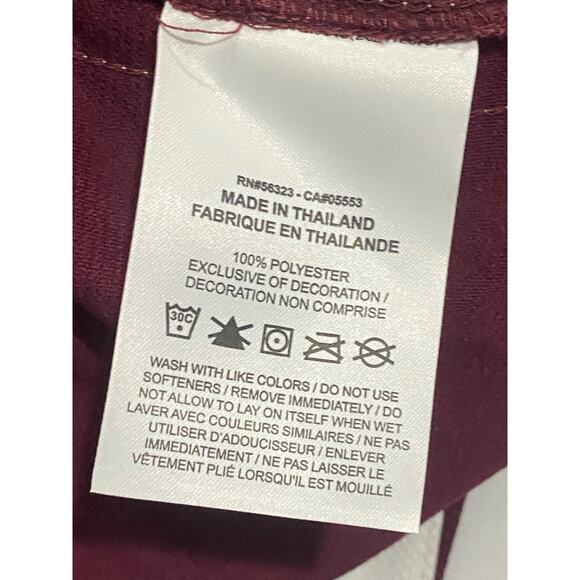 RN#56323 - CA#05553
MADE IN THAILAND
FABRIQUE EN THAILANDE
100% POLYESTER
EXCLUSIVE OF DECORATION /
DECORATION NON COMPRISE
30C
WASH WITH LIKE COLORS / DO NOT USE
SOFTENERS / REMOVE IMMEDIATELY / DO
NOT ALLOW TO LAY ON ITSELF WHEN WET
LAVER AVEC COULEURS SIMILAIRES / NE PAS
UTILISER D'ADOUCISSEUR / ENLEVER
IMMEDIATEMENT / NE PAS LAISSER LE
VÊTEMENT PLIÉ LORSQU'IL EST MOUILLÉ